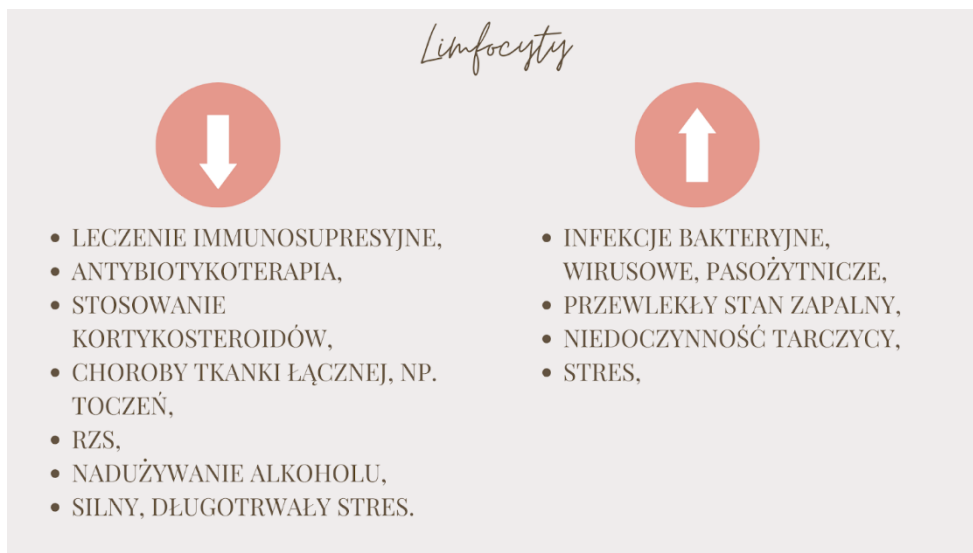 Limfocyty
LECZENIE IMMUNOSUPRESYJNE,
ANTYBIOTYKOTERAPIA,
STOSOWANIE
KORTYKOSTEROIDÓW,
CHOROBY TKANKI ŁĄCZNEJ, NP.
TOCZEŃ,
RZS,
NADUŻYWANIE ALKOHOLU,
SILNY, DŁUGOTRWAŁY STRES.
INFEKCJE BAKTERYJNE,
WIRUSOWE, PASOŻYTNICZE,
PRZEWLEKŁY STAN ZAPALNY,
NIEDOCZYNNOŚĆ TARCZYCY,
STRES,